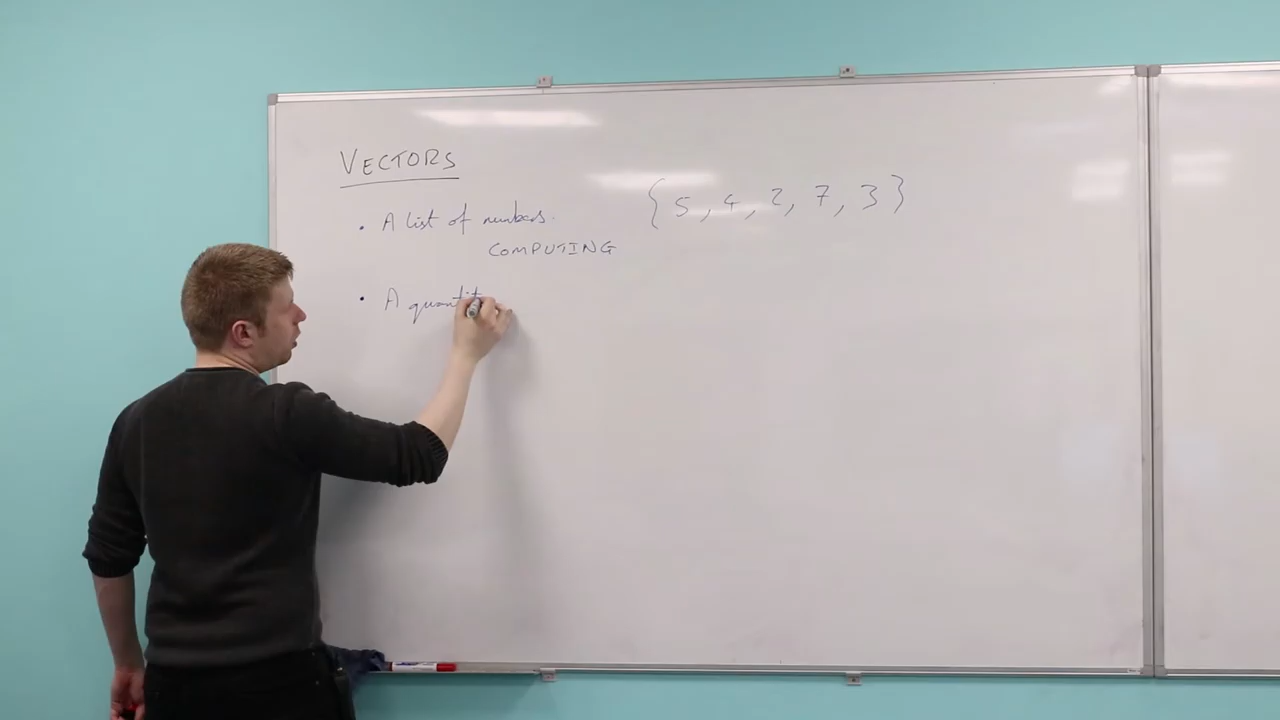 VECTORS
• A list of numbers.
{5, 4, 2, 7, 3}
COMPUTING
• A quantit